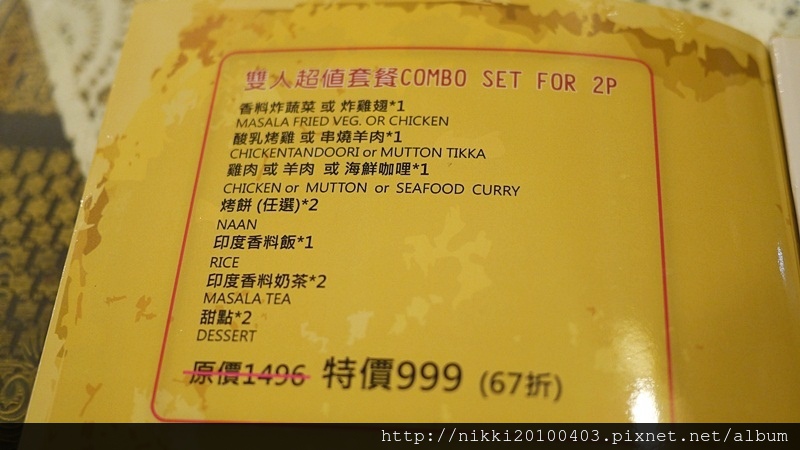 雙人超值套餐COMBO SET FOR 2P
香料炸蔬菜 或 炸雞翅*1
MASALA FRIED VEG. OR CHICKEN
酸乳烤雞 或 串燒羊肉*1
CHICKENTANDOORI or MUTTON TIKKA
雞肉 或 羊肉 或 海鮮咖哩*1
CHICKEN or MUTTON or SEAFOOD CURRY
烤餅 (任選)*2
NAAN
印度香料飯*1
RICE
印度香料奶茶*2
MASALA TEA
甜點*2
DESSERT
原價1496 特價999 (67折)
http://nikki20100403.pixnet.net/album